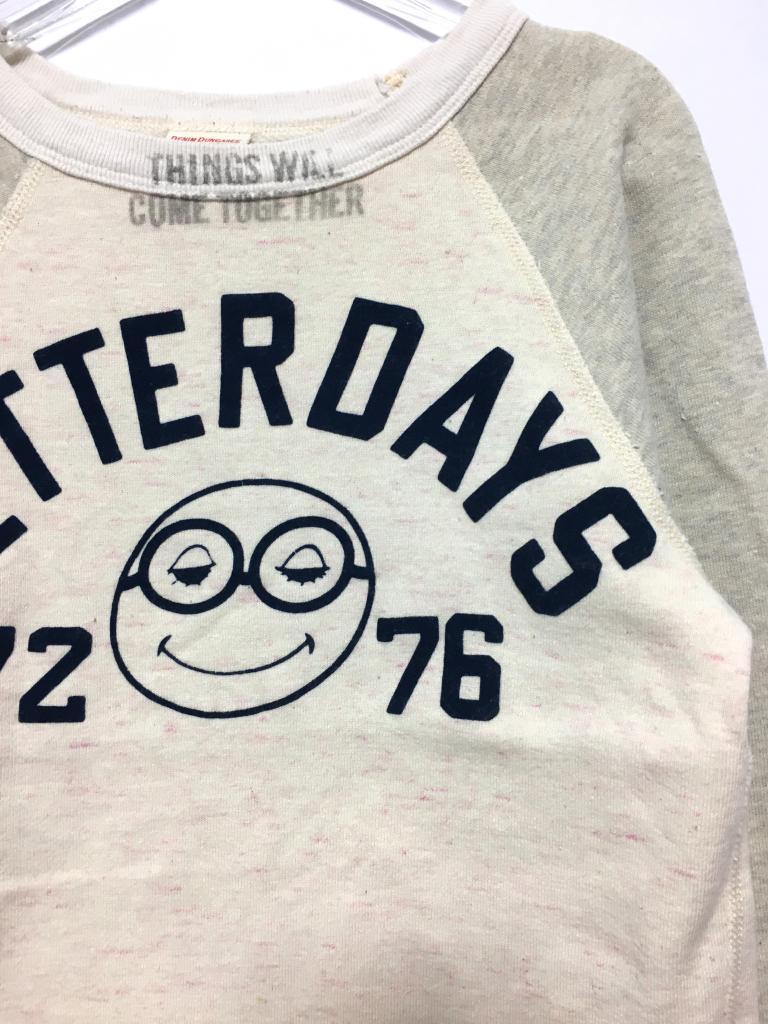 DENIM DUNGAREE
THINGS WILL
COME TOGETHER
TTERDAYS
72 76